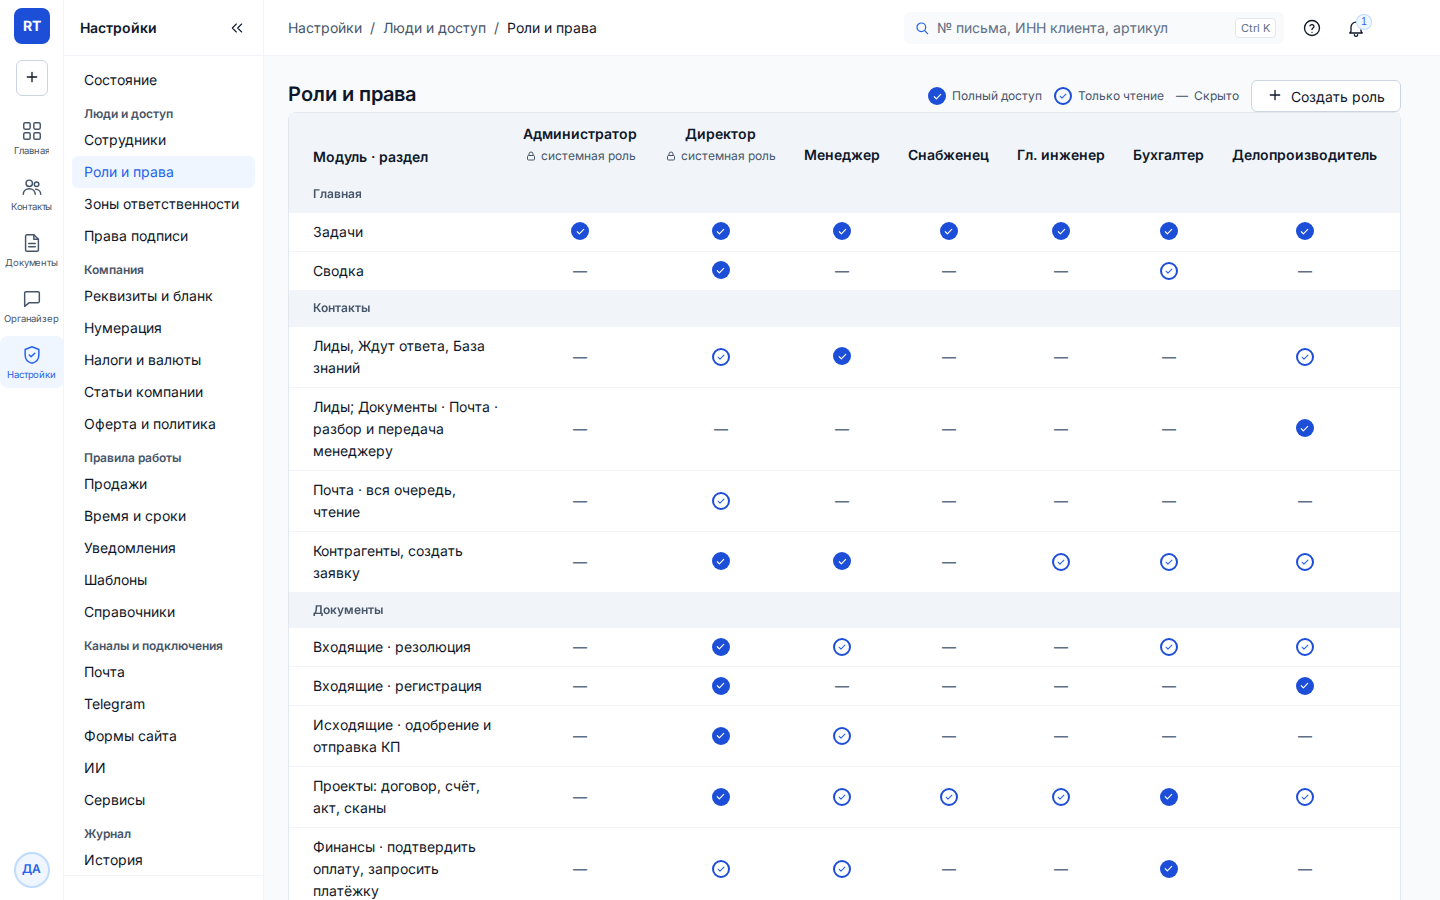 RT
Главная
Контакты
Документы
Органайзер
Настройки
ДА
Настройки
Состояние
Люди и доступ
Сотрудники
Роли и права
Зоны ответственности
Права подписи
Компания
Реквизиты и бланк
Нумерация
Налоги и валюты
Статьи компании
Оферта и политика
Правила работы
Продажи
Время и сроки
Уведомления
Шаблоны
Справочники
Каналы и подключения
Почта
Telegram
Формы сайта
ИИ
Сервисы
Журнал
История
Настройки / Люди и доступ / Роли и права
№ письма, ИНН клиента, артикул Ctrl K
1
Роли и права
Полный доступ Только чтение — Скрыто
+ Создать роль
Модуль · раздел
Администратор
системная роль
Директор
системная роль
Менеджер
Снабженец
Гл. инженер
Бухгалтер
Делопроизводитель
Главная
Задачи
Сводка — — — — —
Контакты
Лиды, Ждут ответа, База
знаний
— — — —
Лиды; Документы · Почта ·
разбор и передача
менеджеру
— — — — — —
Почта · вся очередь,
чтение
— — — — — —
Контрагенты, создать
заявку
— —
Документы
Входящие · резолюция — — —
Входящие · регистрация — — — — —
Исходящие · одобрение и
отправка КП
— — — — —
Проекты: договор, счёт,
акт, сканы
—
Финансы · подтвердить
оплату, запросить
платёжку
— — — —